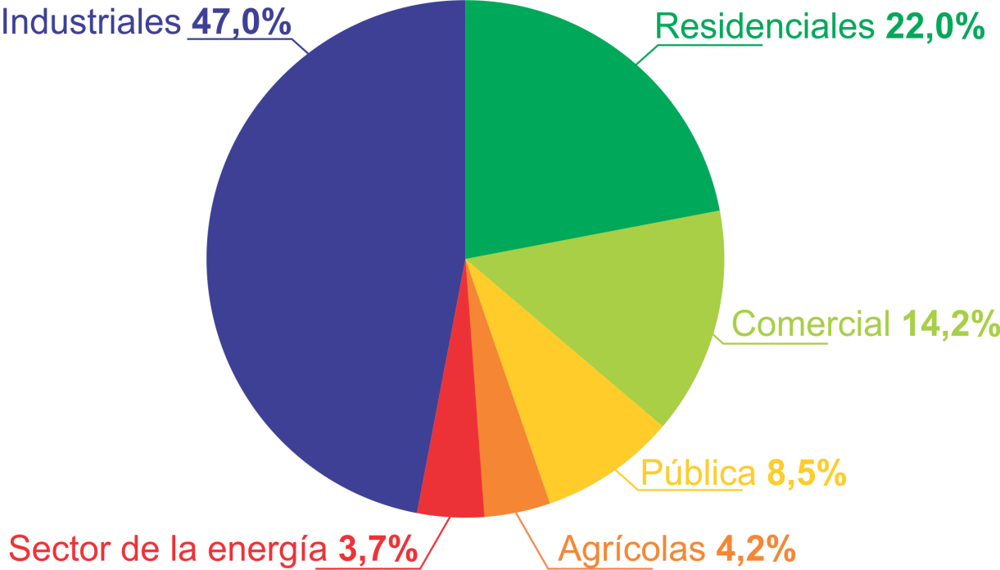 Industriales 47,0%
Residenciales 22,0%
Comercial 14,2%
Pública 8,5%
Sector de la energía 3,7%
Agrícolas 4,2%